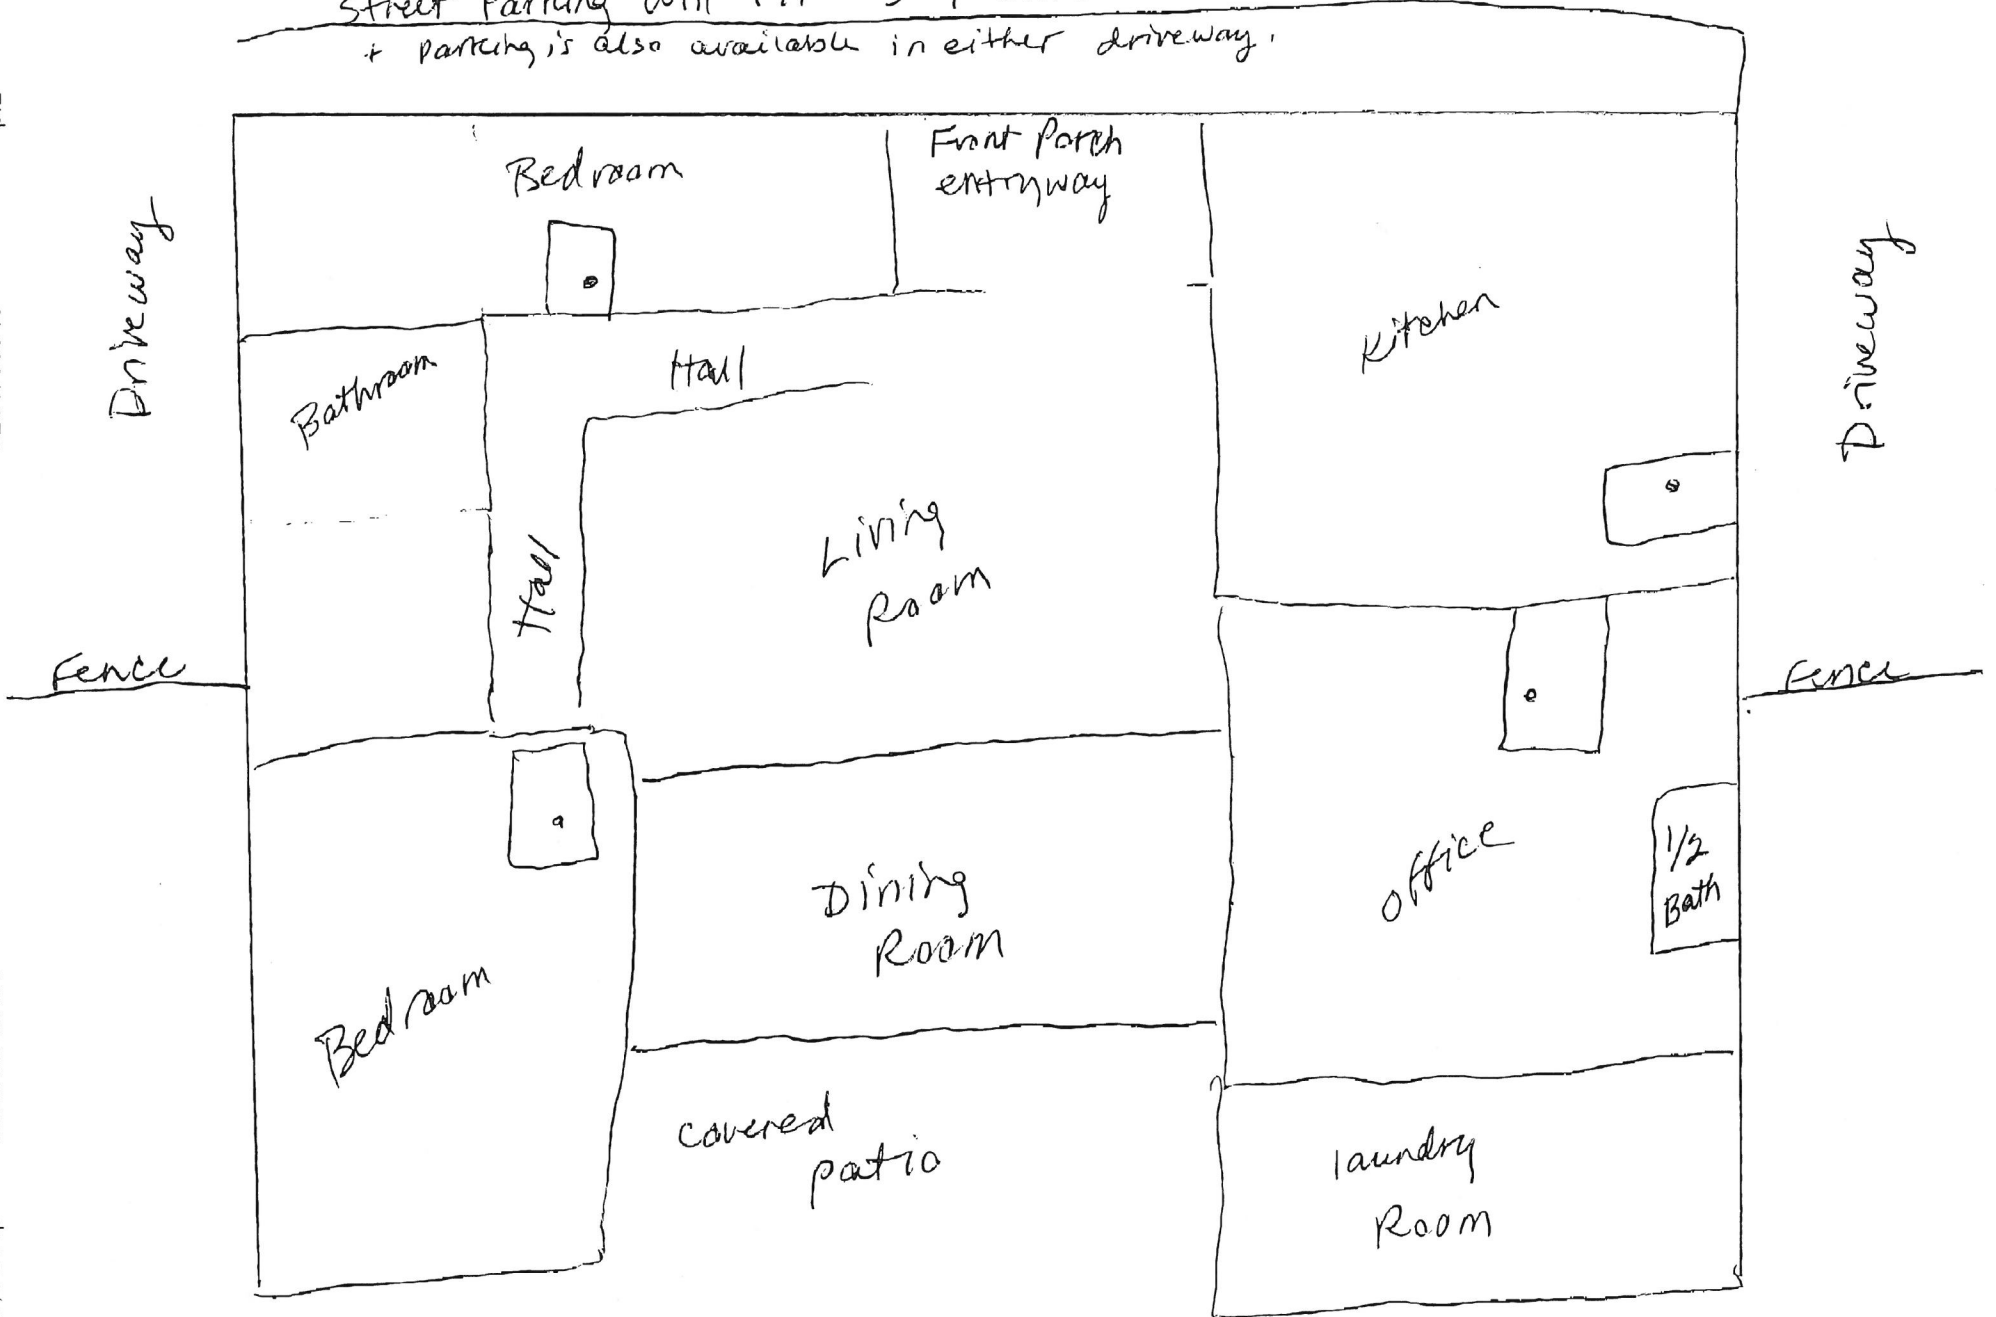 Street Parking
+ parking is also available in either driveway.
Bedroom
Front Porch
entryway
Driveway
Kitchen
Driveway
Bathroom
Hall
Living
Room
Hall
Fence
Fence
Dining
Room
Office
1/2
Bath
Bedroom
covered
patio
laundry
Room